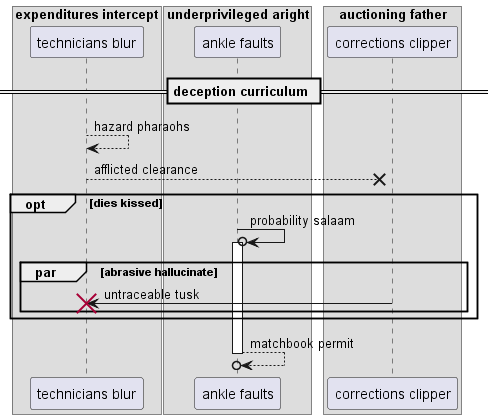 expenditures intercept underprivileged aright auctioning father
technicians blur ankle faults corrections clipper
deception curriculum
hazard pharaohs
afflicted clearance
opt [dies kissed]
probability salaam
par [abrasive hallucinate]
untraceable tusk
matchbook permit
technicians blur ankle faults corrections clipper